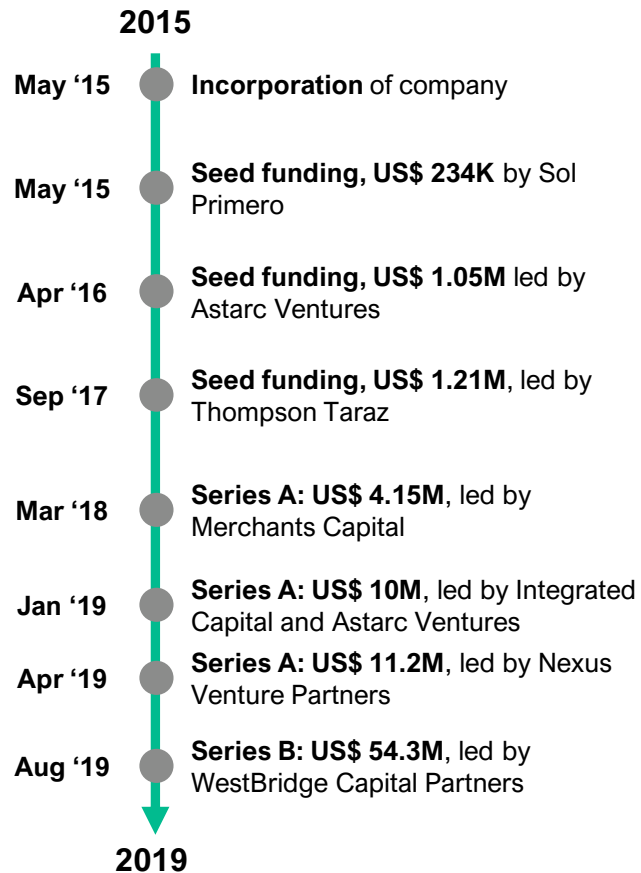 2015
May ‘15
Incorporation of company
May ‘15
Seed funding, US$ 234K by Sol
Primero
Apr ‘16
Seed funding, US$ 1.05M led by
Astarc Ventures
Sep ‘17
Seed funding, US$ 1.21M, led by
Thompson Taraz
Mar ‘18
Series A: US$ 4.15M, led by
Merchants Capital
Jan ‘19
Series A: US$ 10M, led by Integrated
Capital and Astarc Ventures
Apr ‘19
Series A: US$ 11.2M, led by Nexus
Venture Partners
Aug ‘19
Series B: US$ 54.3M, led by
WestBridge Capital Partners
2019